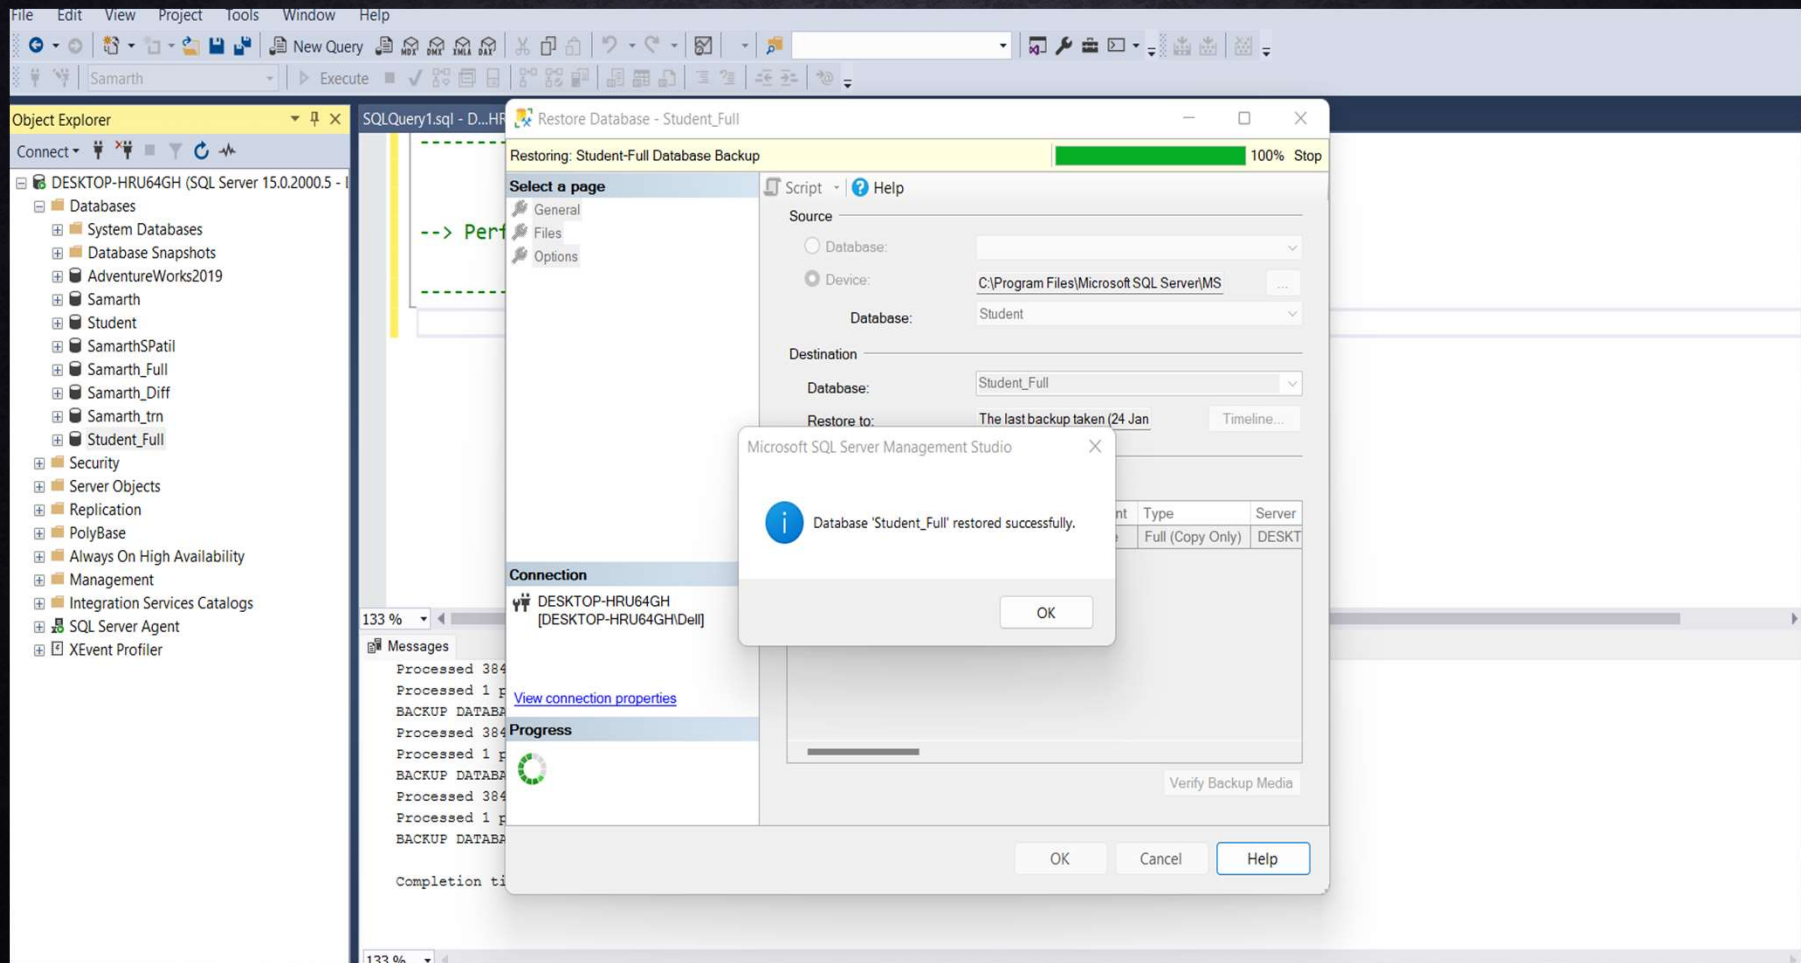 File Edit View Project Tools Window Help
New Query MDX DMX XMLA DAX
Samarth Execute
Object Explorer
Connect
DESKTOP-HRU64GH (SQL Server 15.0.2000.5 -
Databases
System Databases
Database Snapshots
AdventureWorks2019
Samarth
Student
SamarthSPatil
Samarth_Full
Samarth_Diff
Samarth_trn
Student_Full
Security
Server Objects
Replication
PolyBase
Always On High Availability
Management
Integration Services Catalogs
SQL Server Agent
XEvent Profiler
SQLQuery1.sql - D...HR
--> Perf
133 %
Messages
Processed 384
Processed 1 p
BACKUP DATABA
Processed 384
Processed 1 p
BACKUP DATABA
Processed 384
Processed 1 p
BACKUP DATABA
Completion ti
133 %
Restore Database - Student_Full
Restoring: Student-Full Database Backup 100% Stop
Select a page
General
Files
Options
Connection
DESKTOP-HRU64GH
[DESKTOP-HRU64GH\Dell]
View connection properties
Progress
Script Help
Source
Database:
Device: C:\Program Files\Microsoft SQL Server\MS ...
Database: Student
Destination
Database: Student_Full
Restore to: The last backup taken (24 Jan Timeline...
nt Type Server
Full (Copy Only) DESKT
Verify Backup Media
OK Cancel Help
Microsoft SQL Server Management Studio
Database 'Student_Full' restored successfully.
OK